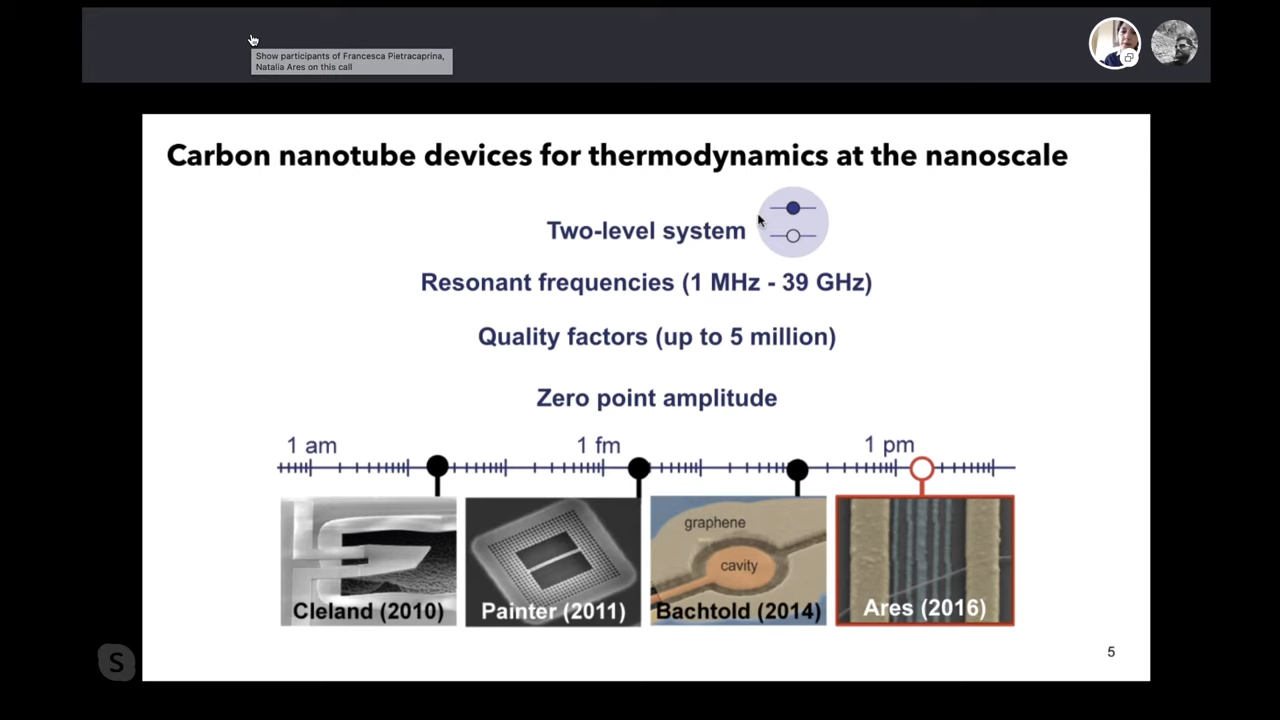 Show participants of Francesca Pietracaprina,
Natalia Ares on this call
Carbon nanotube devices for thermodynamics at the nanoscale
Two-level system
Resonant frequencies (1 MHz - 39 GHz)
Quality factors (up to 5 million)
Zero point amplitude
1 am 1 fm 1 pm
graphene
cavity
Cleland (2010) Painter (2011) Bachtold (2014) Ares (2016)
5
S